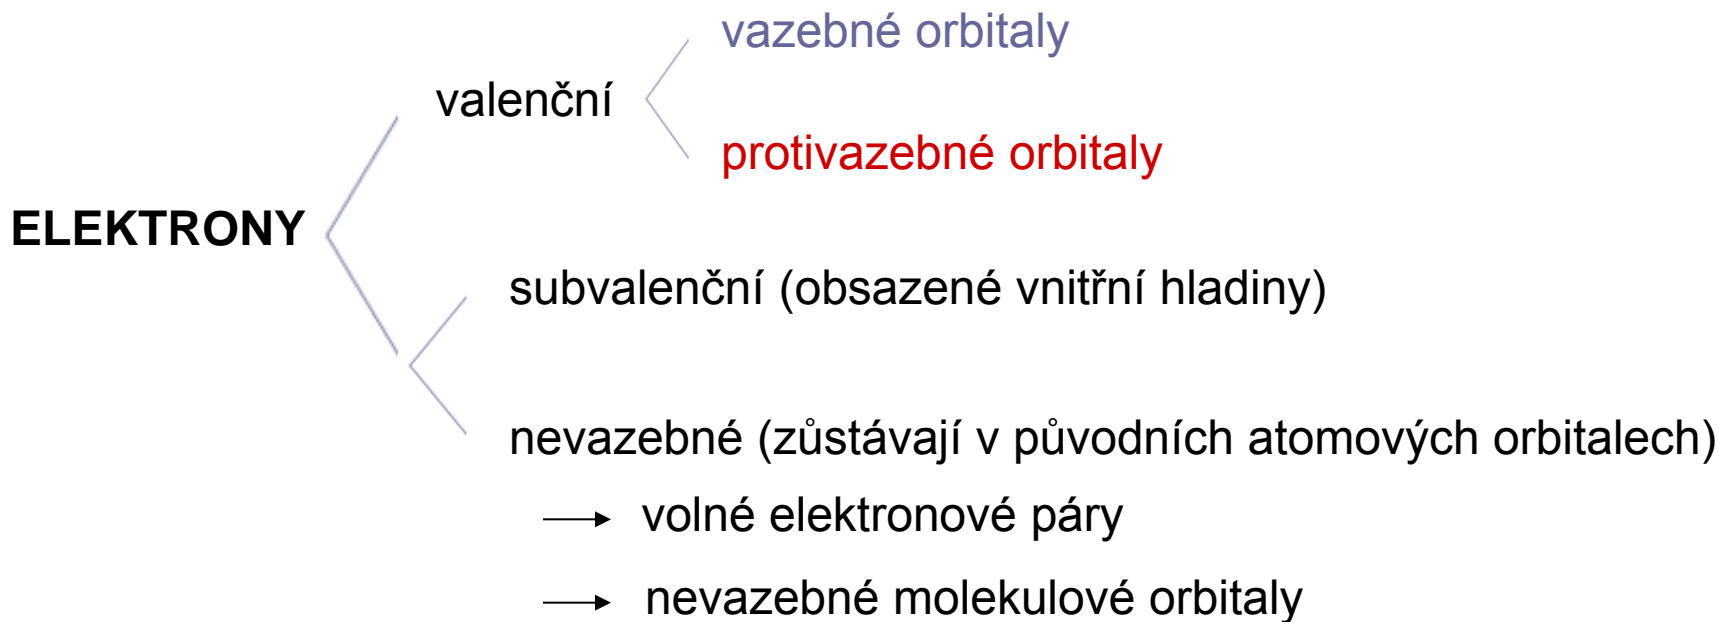 vazebné orbitaly
valenční
protivazebné orbitaly
ELEKTRONY
subvalenční (obsazené vnitřní hladiny)
nevazebné (zůstávají v původních atomových orbitalech)
volné elektronové páry
nevazebné molekulové orbitaly